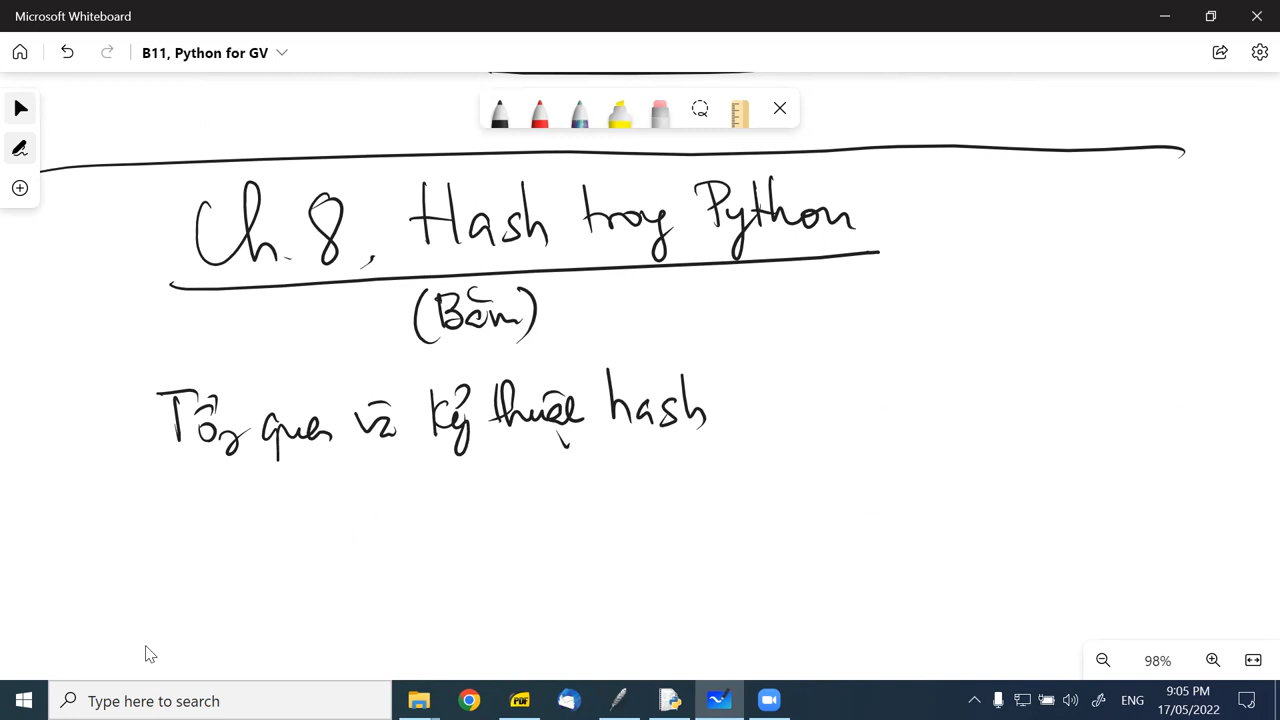 Microsoft Whiteboard
B11, Python for GV
Ch. 8, Hash trong Python
(Băm)
Tổng quan về kỹ thuật hash
98%
Type here to search
PDF
ENG
9:05 PM
17/05/2022